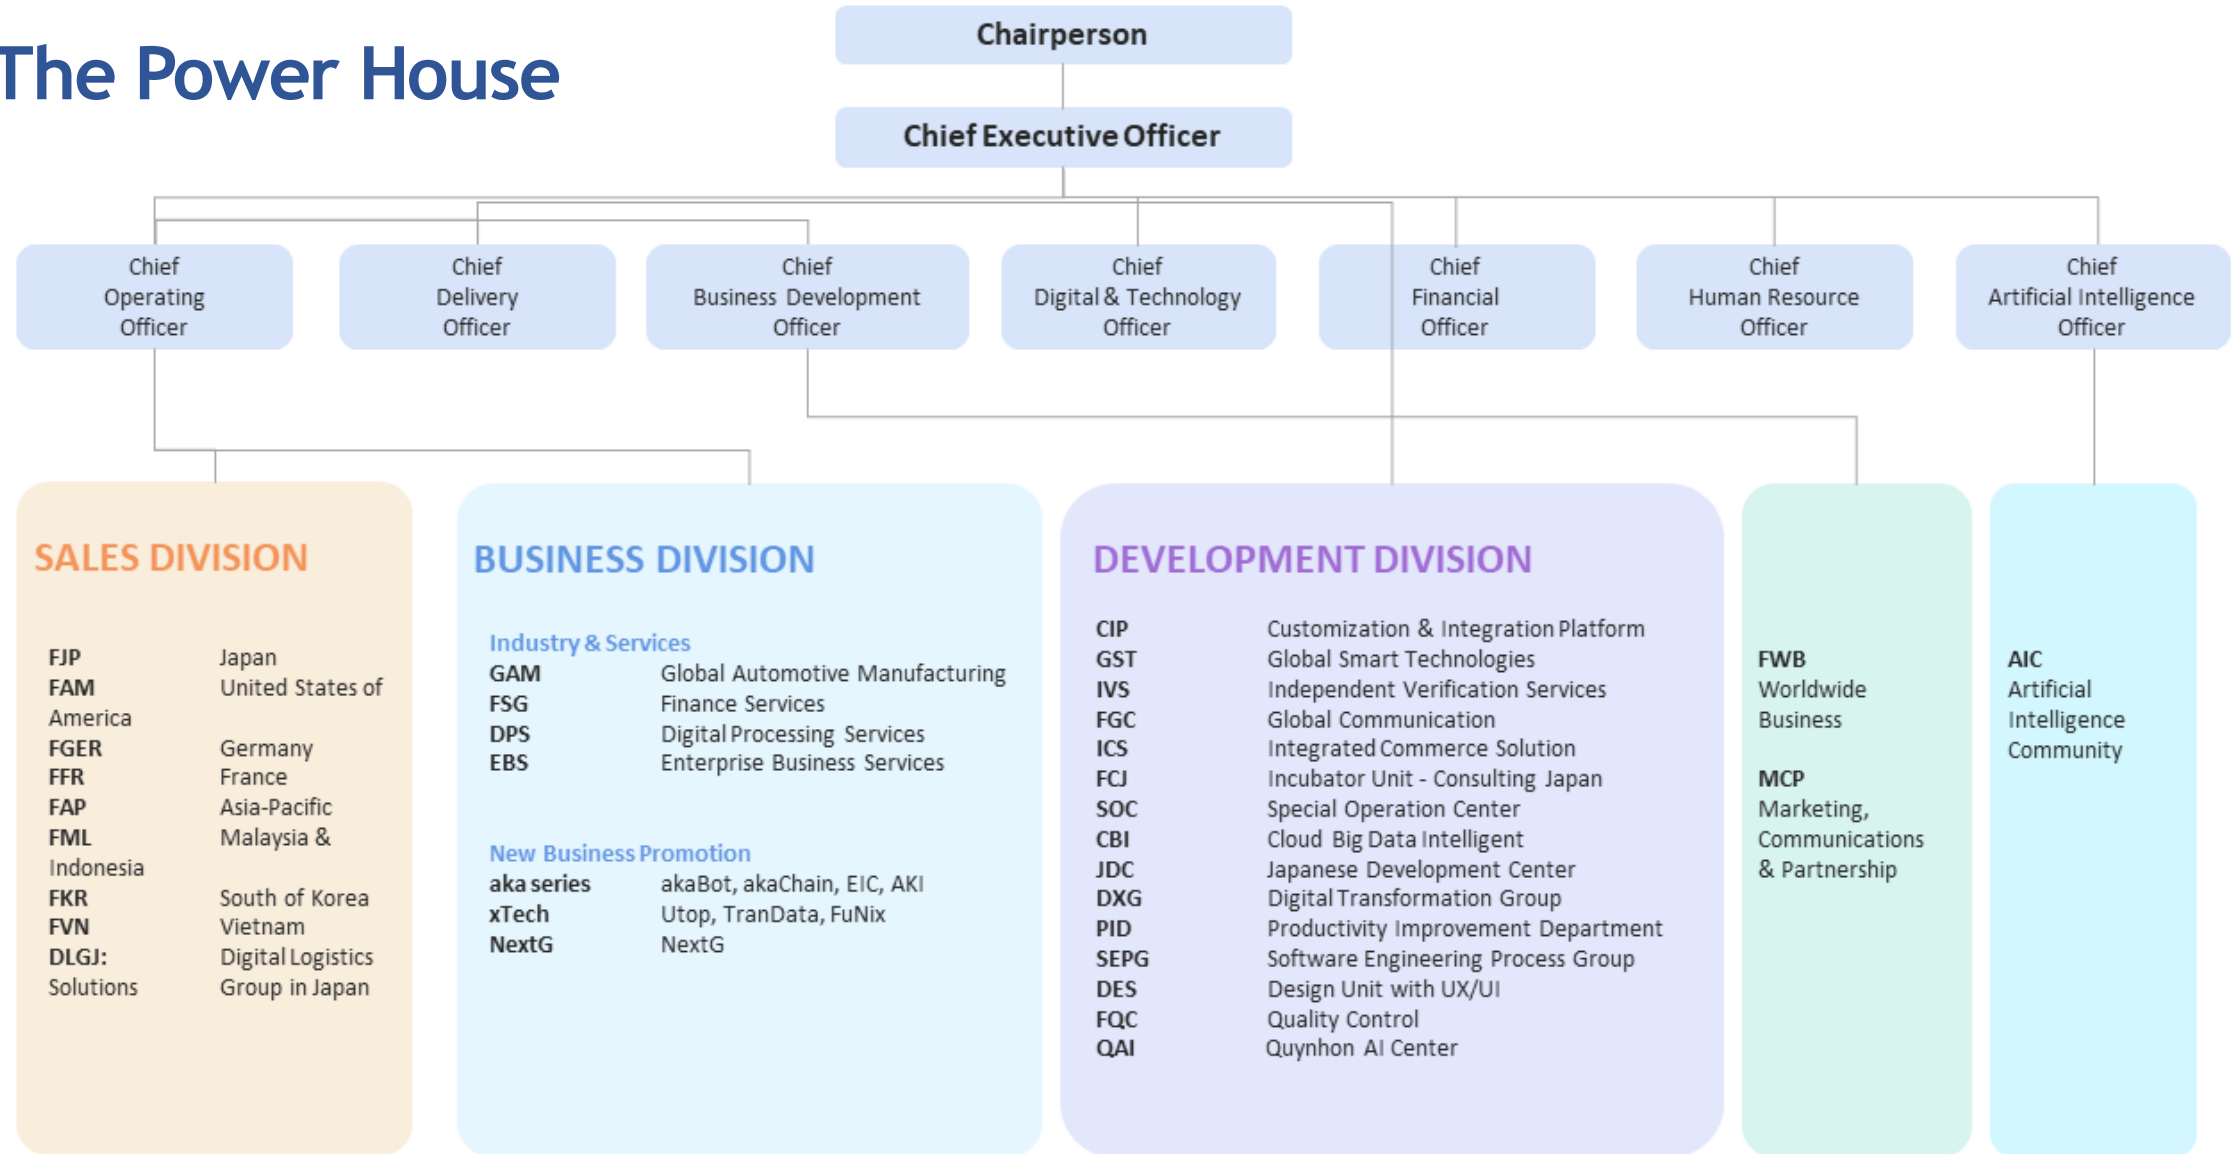 The Power House
Chairperson
Chief Executive Officer
Chief
Operating
Officer
Chief
Delivery
Officer
Chief
Business Development
Officer
Chief
Digital & Technology
Officer
Chief
Financial
Officer
Chief
Human Resource
Officer
Chief
Artificial Intelligence
Officer
SALES DIVISION
FJP Japan
FAM United States of
America
FGER Germany
FFR France
FAP Asia-Pacific
FML Malaysia &
Indonesia
FKR South of Korea
FVN Vietnam
DLGJ: Digital Logistics
Solutions Group in Japan
BUSINESS DIVISION
Industry & Services
GAM Global Automotive Manufacturing
FSG Finance Services
DPS Digital Processing Services
EBS Enterprise Business Services
New Business Promotion
aka series akaBot, akaChain, EIC, AKI
xTech Utop, TranData, FuNix
NextG NextG
DEVELOPMENT DIVISION
CIP Customization & Integration Platform
GST Global Smart Technologies
IVS Independent Verification Services
FGC Global Communication
ICS Integrated Commerce Solution
FCJ Incubator Unit - Consulting Japan
SOC Special Operation Center
CBI Cloud Big Data Intelligent
JDC Japanese Development Center
DXG Digital Transformation Group
PID Productivity Improvement Department
SEPG Software Engineering Process Group
DES Design Unit with UX/UI
FQC Quality Control
QAI Quynhon AI Center
FWB
Worldwide
Business
MCP
Marketing,
Communications
& Partnership
AIC
Artificial
Intelligence
Community